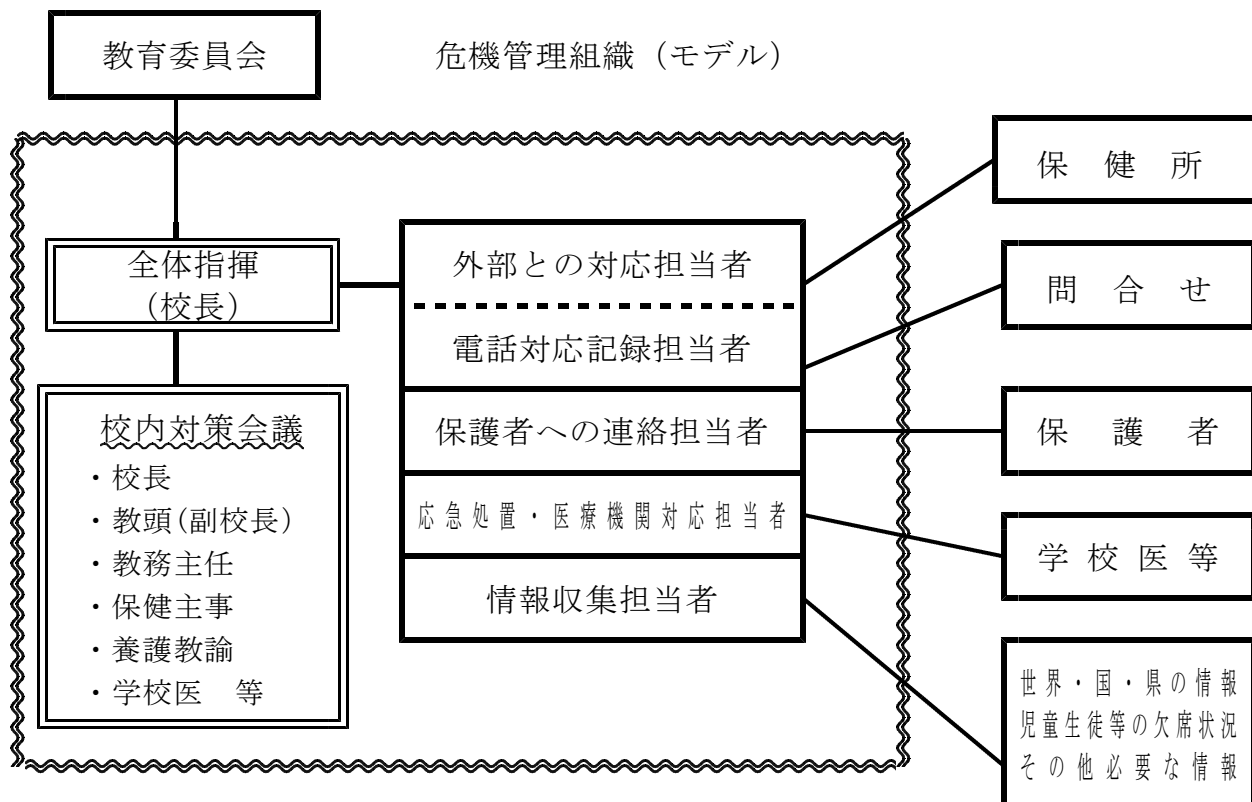 教育委員会
危機管理組織（モデル）
全体指揮
（校長）
校内対策会議
・校長
・教頭(副校長)
・教務主任
・保健主事
・養護教諭
・学校医　等
外部との対応担当者
電話対応記録担当者
保護者への連絡担当者
応急処置・医療機関対応担当者
情報収集担当者
保　健　所
問　合　せ
保　護　者
学校医等
世界・国・県の情報
児童生徒等の欠席状況
その他必要な情報